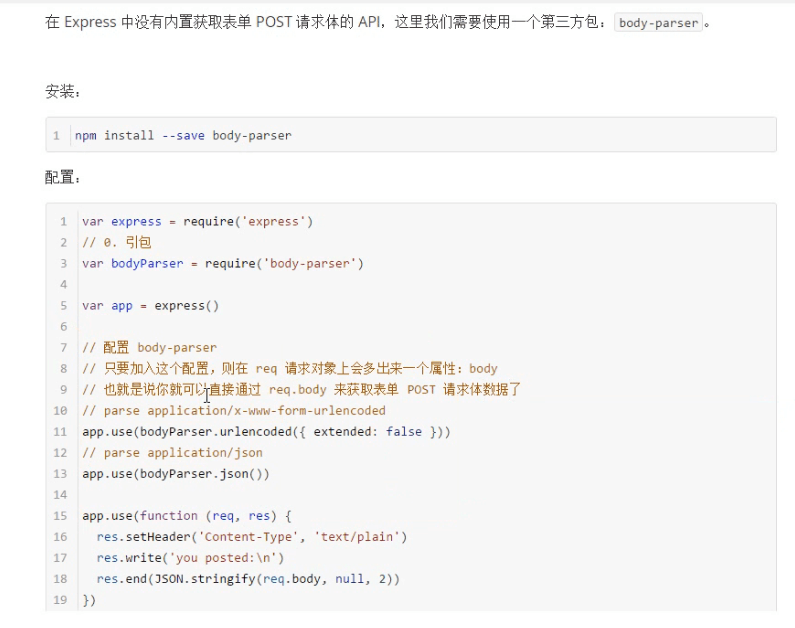 在 Express 中没有内置获取表单 POST 请求体的 API，这里我们需要使用一个第三方包： body-parser 。
安装：
1 npm install --save body-parser
配置：
1 var express = require('express')
2 // 0. 引包
3 var bodyParser = require('body-parser')
4
5 var app = express()
6
7 // 配置 body-parser
8 // 只要加入这个配置，则在 req 请求对象上会多出来一个属性：body
9 // 也就是说你就可以直接通过 req.body 来获取表单 POST 请求体数据了
10 // parse application/x-www-form-urlencoded
11 app.use(bodyParser.urlencoded({ extended: false }))
12 // parse application/json
13 app.use(bodyParser.json())
14
15 app.use(function (req, res) {
16   res.setHeader('Content-Type', 'text/plain')
17   res.write('you posted:\n')
18   res.end(JSON.stringify(req.body, null, 2))
19 })